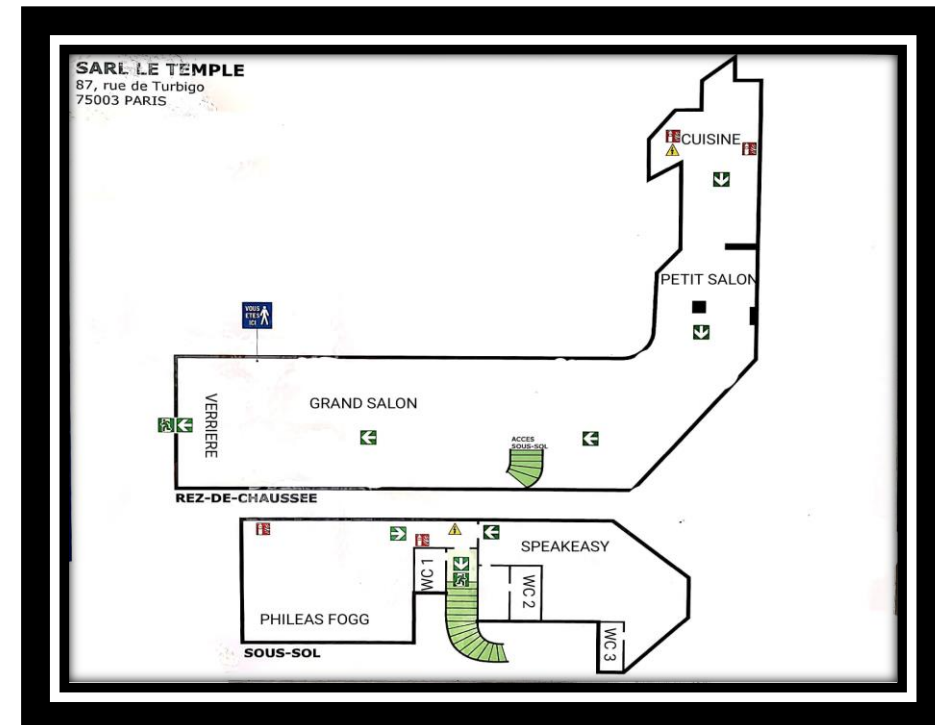 SARL LE TEMPLE
87, rue de Turbigo
75003 PARIS
CUISINE
PETIT SALON
VOUS
ETES
ICI
VERRIERE
GRAND SALON
ACCES
SOUS-SOL
REZ-DE-CHAUSSEE
SPEAKEASY
WC 1
WC 2
PHILEAS FOGG
WC 3
SOUS-SOL